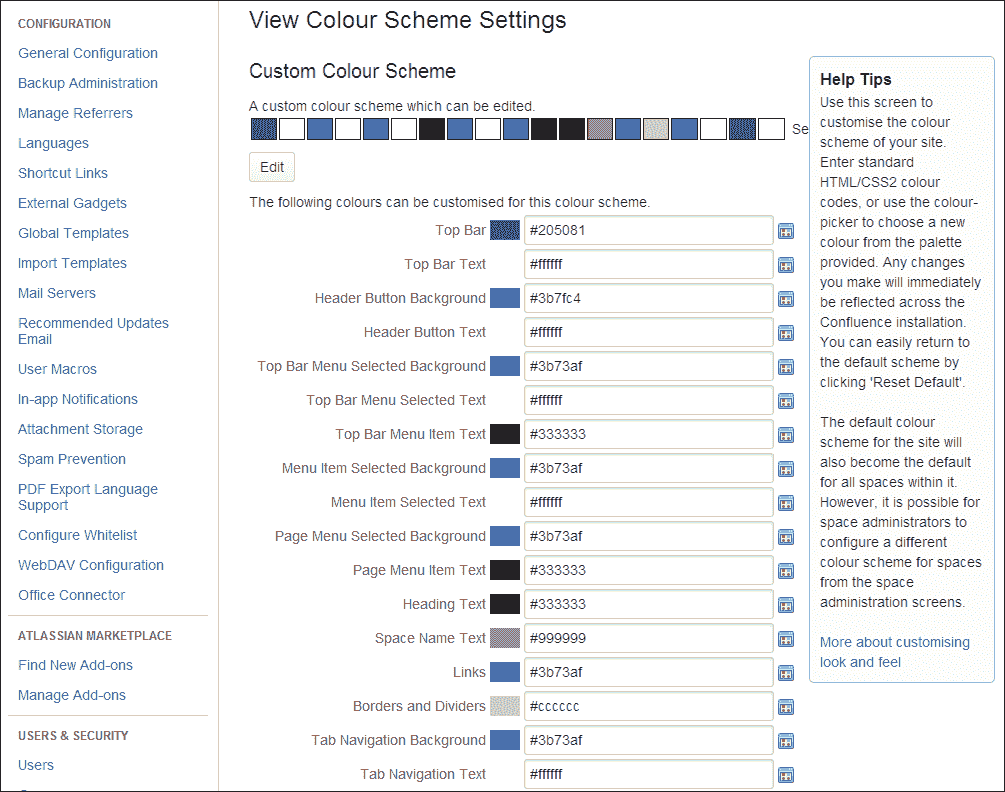 CONFIGURATION
General Configuration
Backup Administration
Manage Referrers
Languages
Shortcut Links
External Gadgets
Global Templates
Import Templates
Mail Servers
Recommended Updates
Email
User Macros
In-app Notifications
Attachment Storage
Spam Prevention
PDF Export Language
Support
Configure Whitelist
WebDAV Configuration
Office Connector
ATLASSIAN MARKETPLACE
Find New Add-ons
Manage Add-ons
USERS & SECURITY
Users
View Colour Scheme Settings
Custom Colour Scheme
A custom colour scheme which can be edited.
Se
Edit
The following colours can be customised for this colour scheme.
Top Bar #205081
Top Bar Text #ffffff
Header Button Background #3b7fc4
Header Button Text #ffffff
Top Bar Menu Selected Background #3b73af
Top Bar Menu Selected Text #ffffff
Top Bar Menu Item Text #333333
Menu Item Selected Background #3b73af
Menu Item Selected Text #ffffff
Page Menu Selected Background #3b73af
Page Menu Item Text #333333
Heading Text #333333
Space Name Text #999999
Links #3b73af
Borders and Dividers #cccccc
Tab Navigation Background #3b73af
Tab Navigation Text #ffffff
Help Tips
Use this screen to
customise the colour
scheme of your site.
Enter standard
HTML/CSS2 colour
codes, or use the colour-
picker to choose a new
colour from the palette
provided. Any changes
you make will immediately
be reflected across the
Confluence installation.
You can easily return to
the default scheme by
clicking 'Reset Default'.
The default colour
scheme for the site will
also become the default
for all spaces within it.
However, it is possible for
space administrators to
configure a different
colour scheme for spaces
from the space
administration screens.
More about customising
look and feel